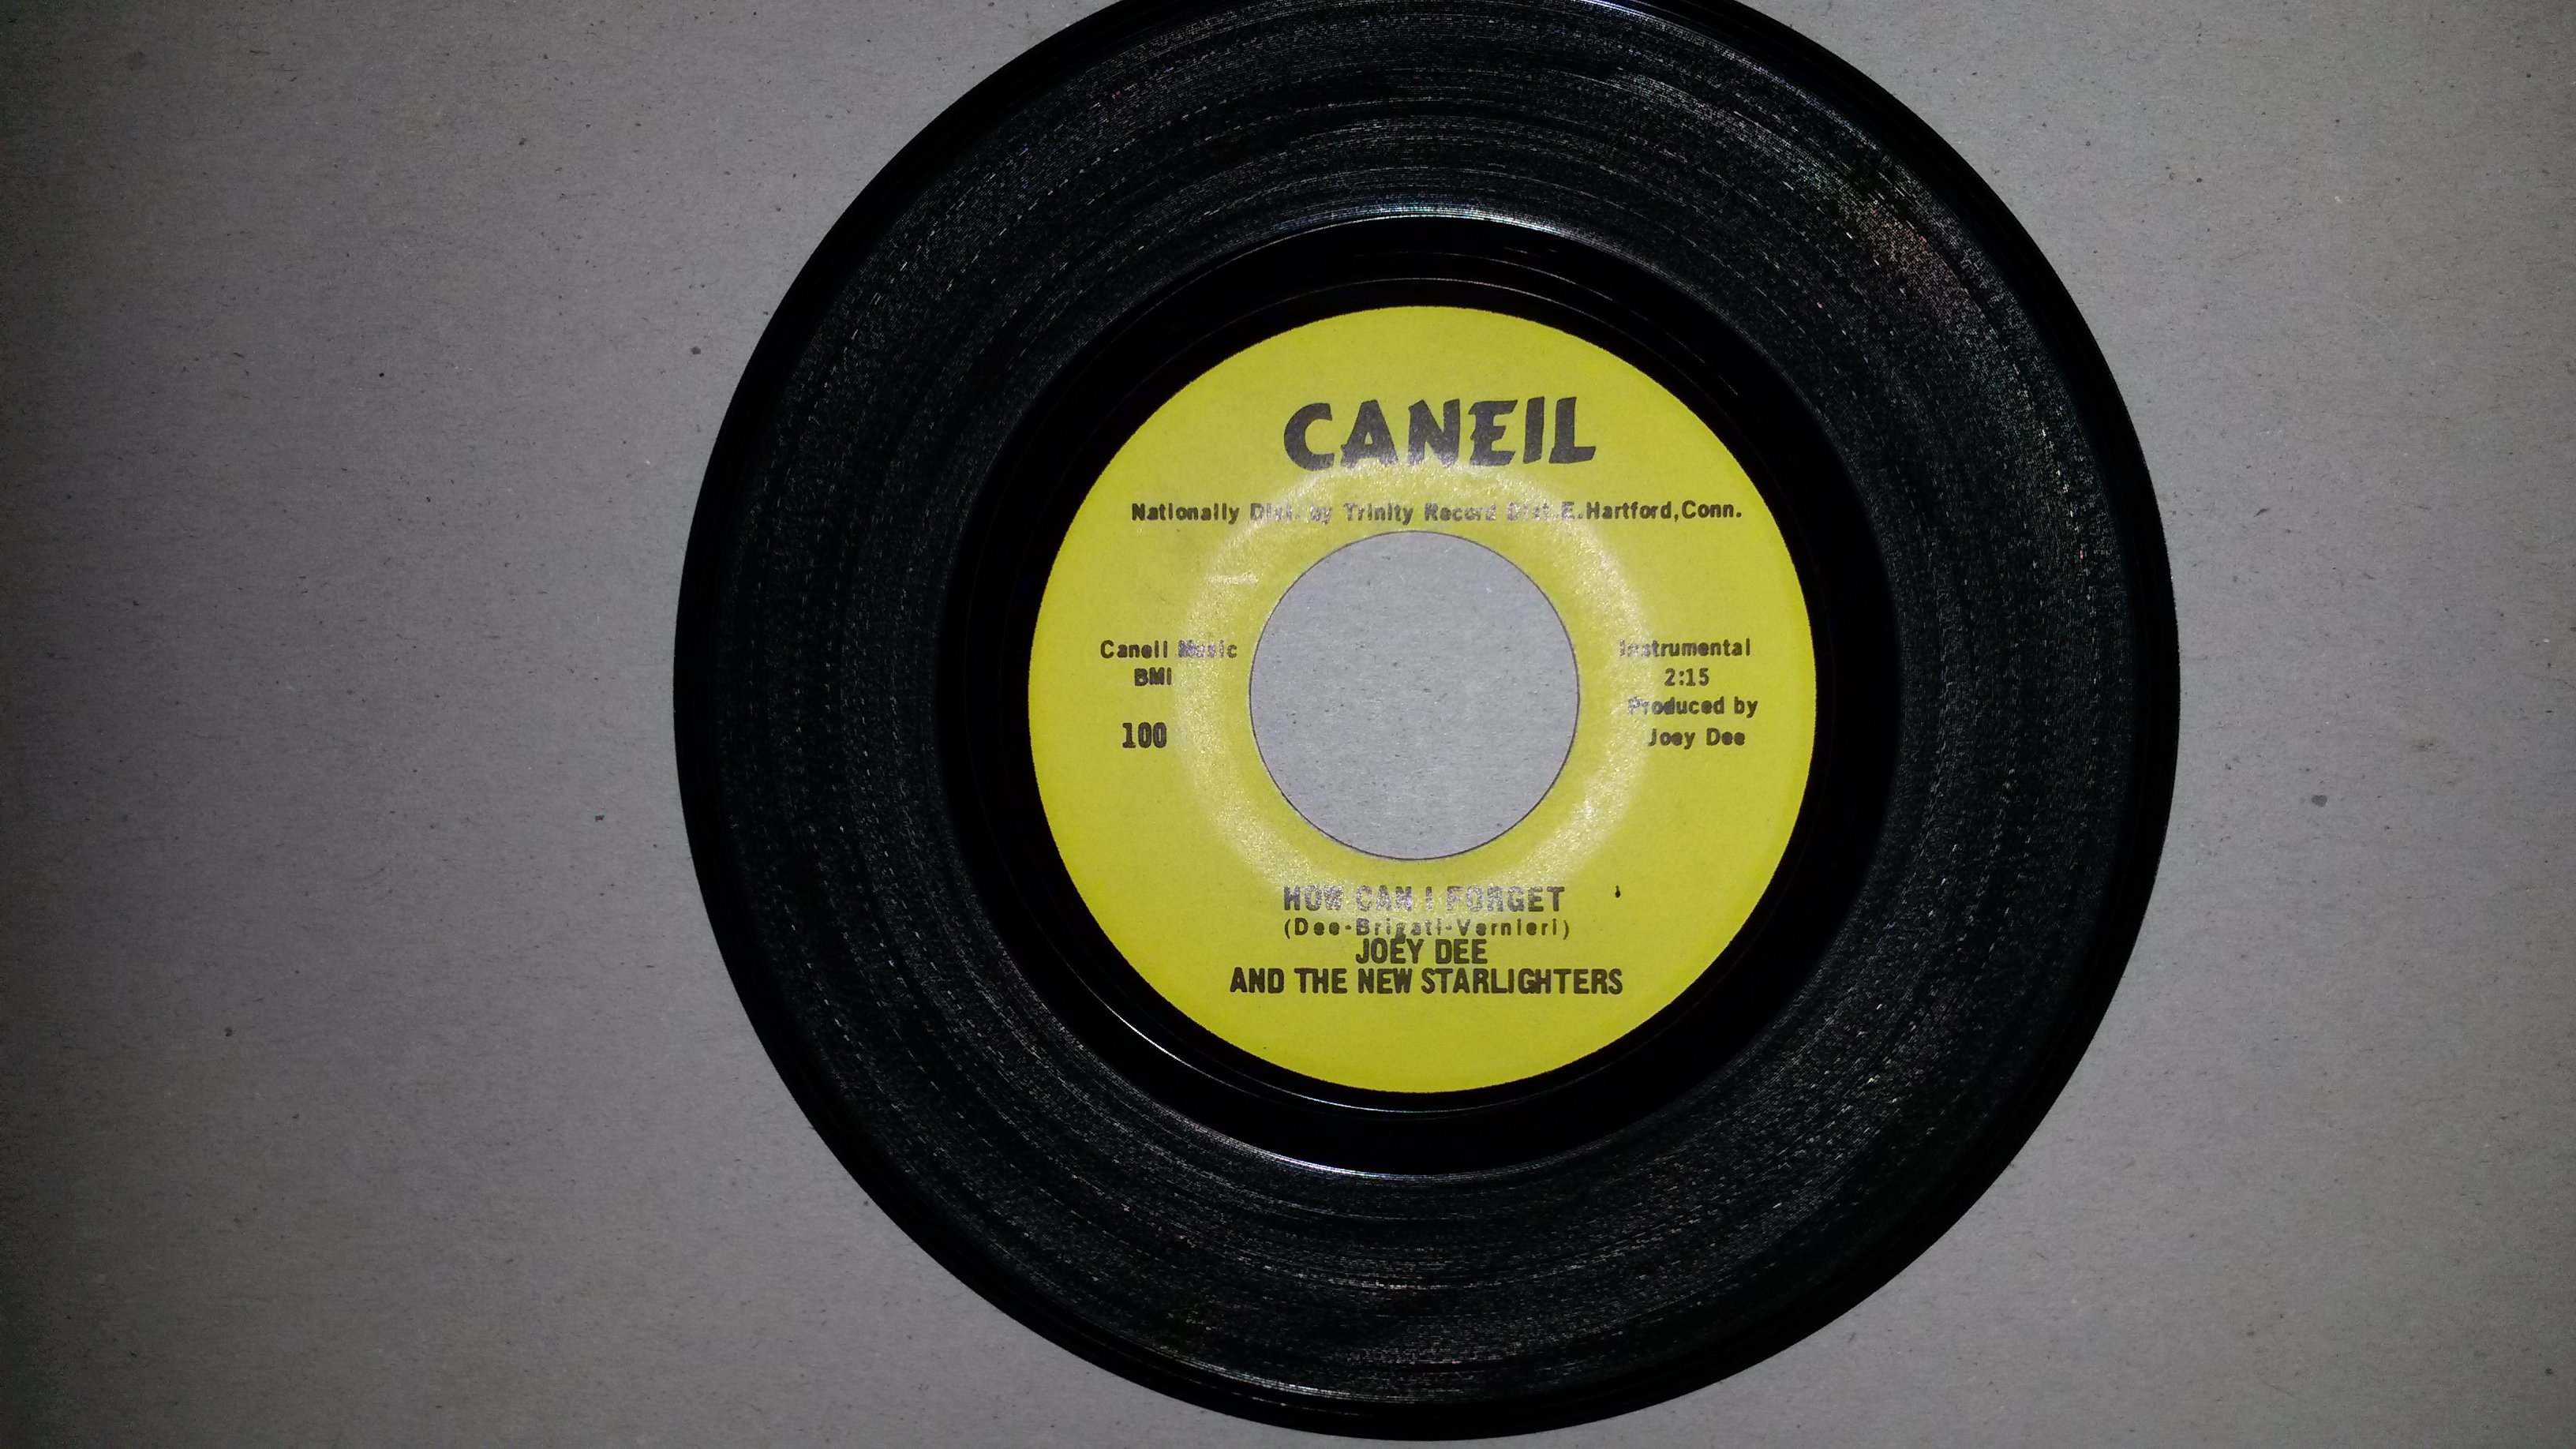 CANEIL
Nationally Dist. by Trinity Record Dist. E.Hartford,Conn.
Caneil Music
BMI
100
Instrumental
2:15
Produced by
Joey Dee
HOW CAN I FORGET
(Dee-Brigati-Vernieri)
JOEY DEE
AND THE NEW STARLIGHTERS